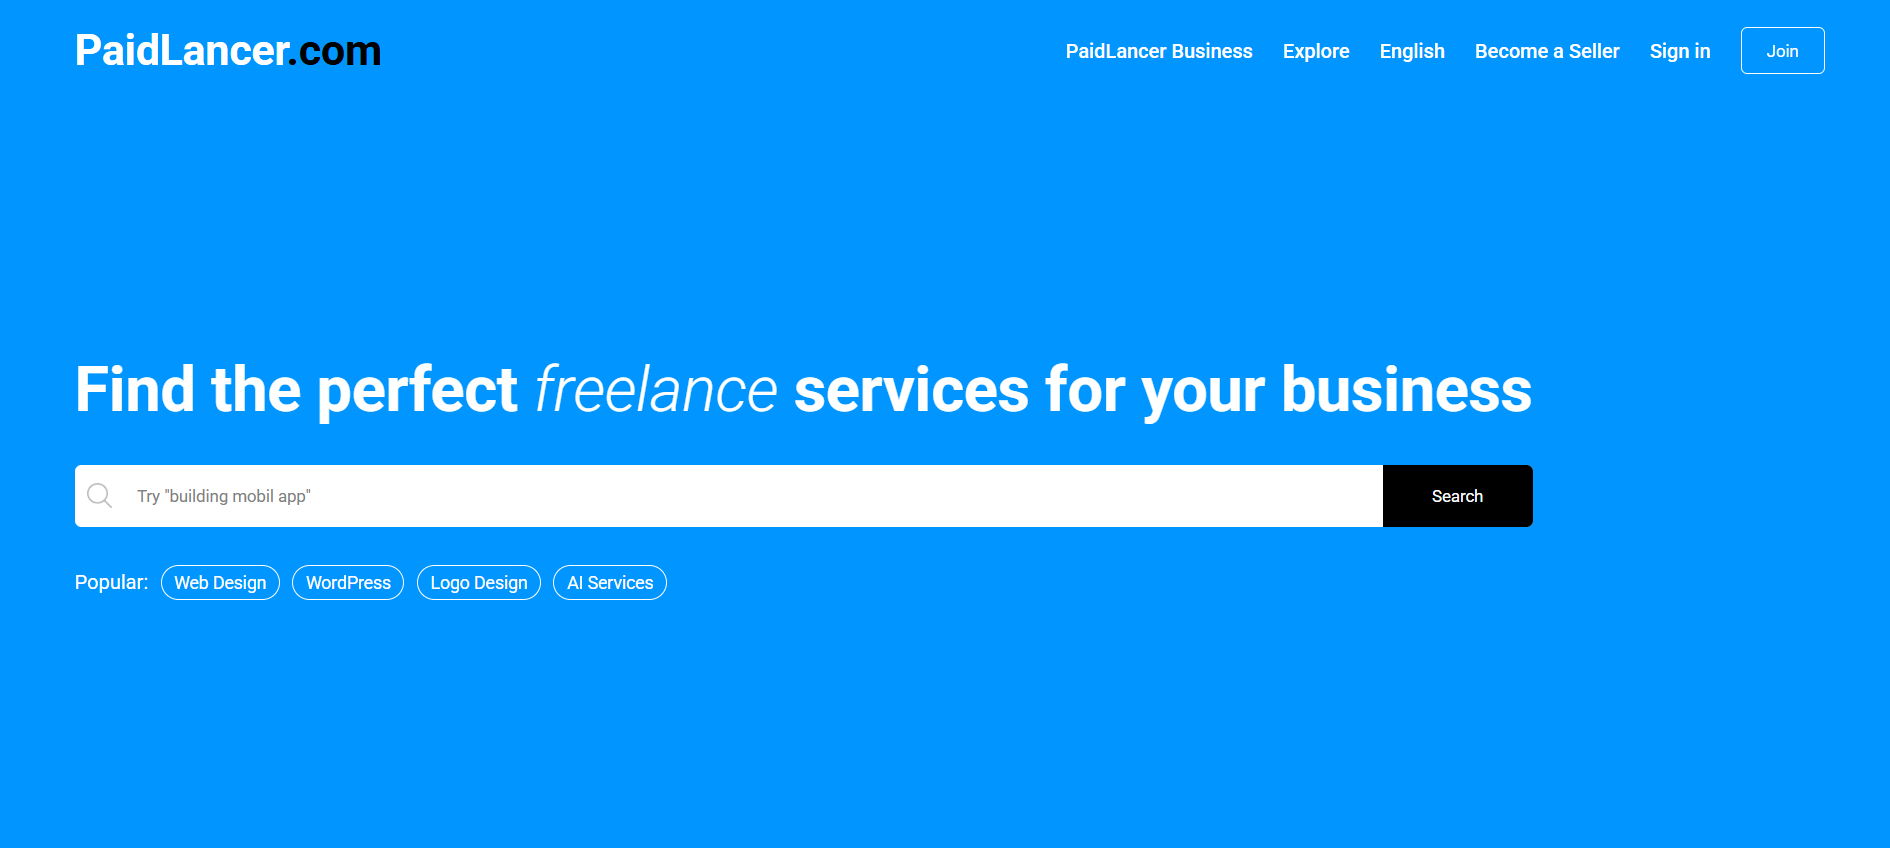 PaidLancer.com
PaidLancer Business Explore English Become a Seller Sign in Join
Find the perfect freelance services for your business
Try "building mobil app" Search
Popular: Web Design WordPress Logo Design AI Services